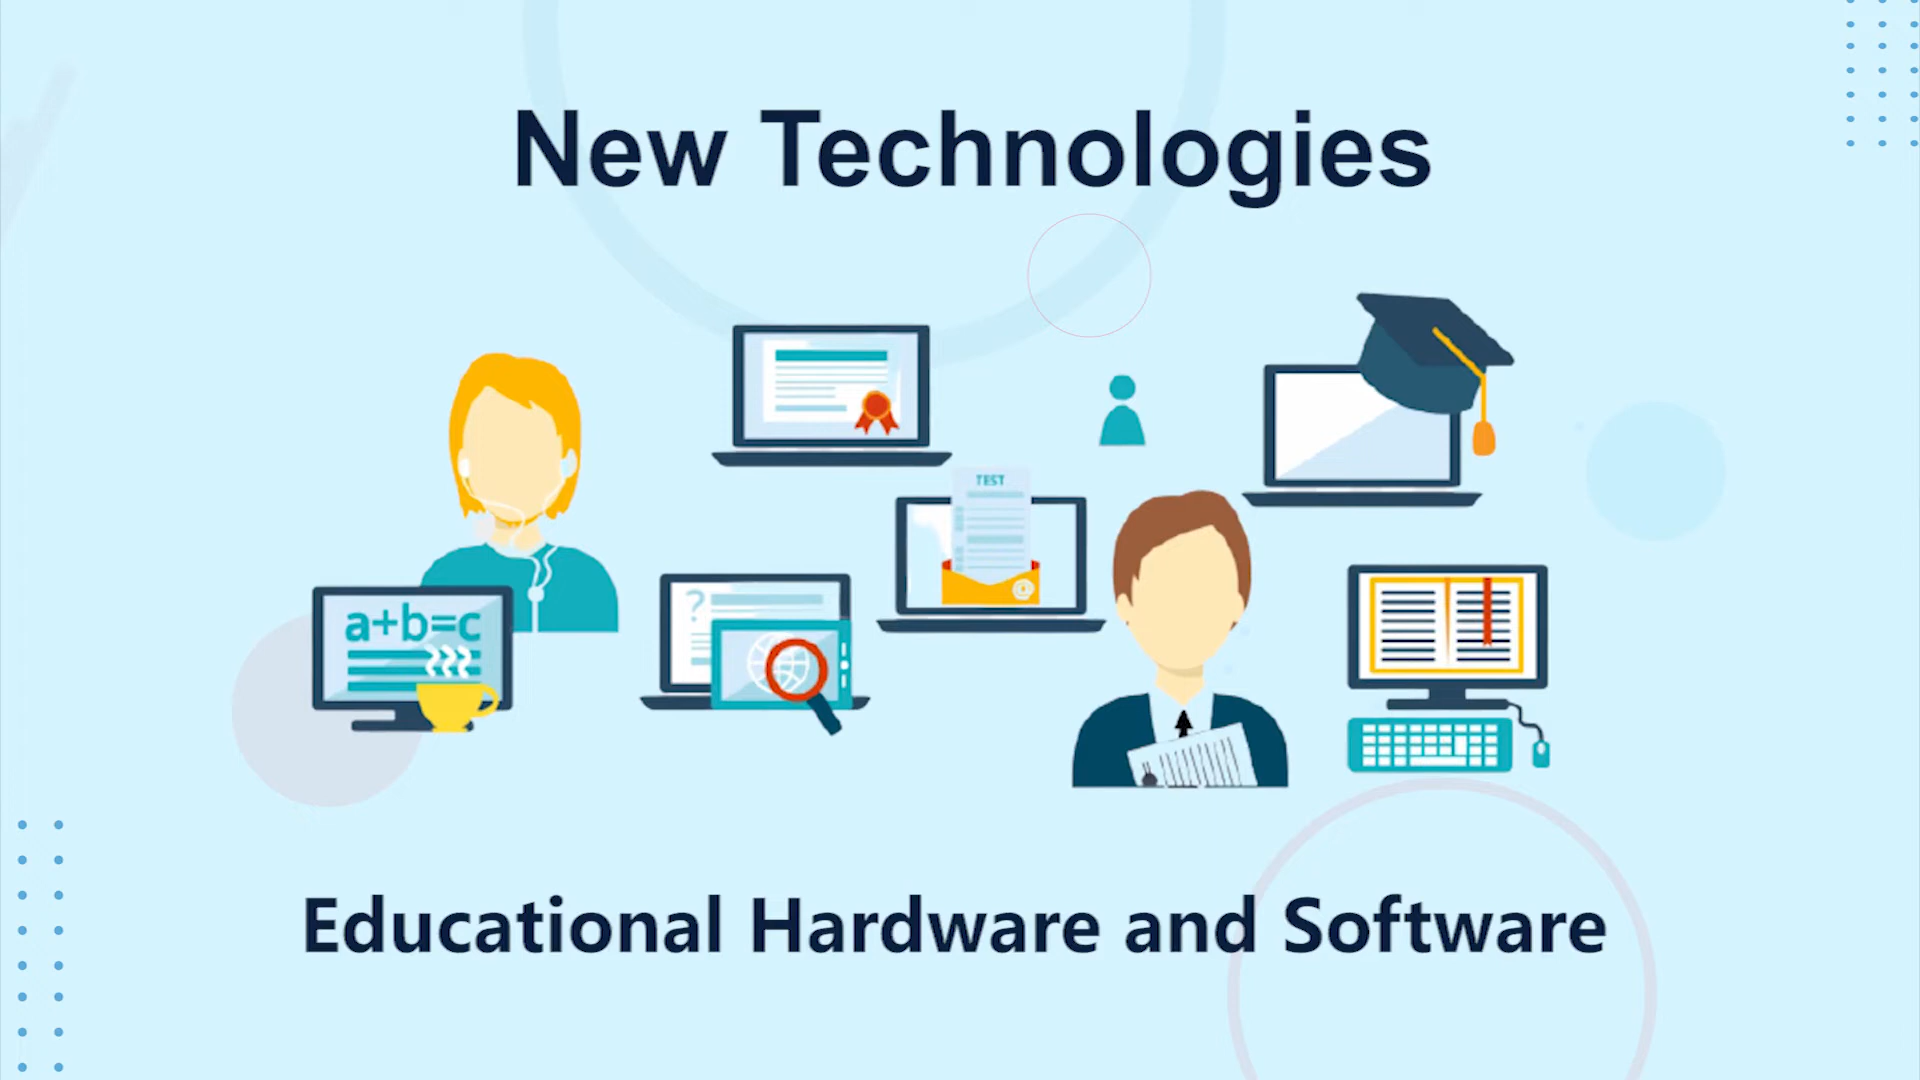 New Technologies
TEST
@
a+b=c
?
Educational Hardware and Software